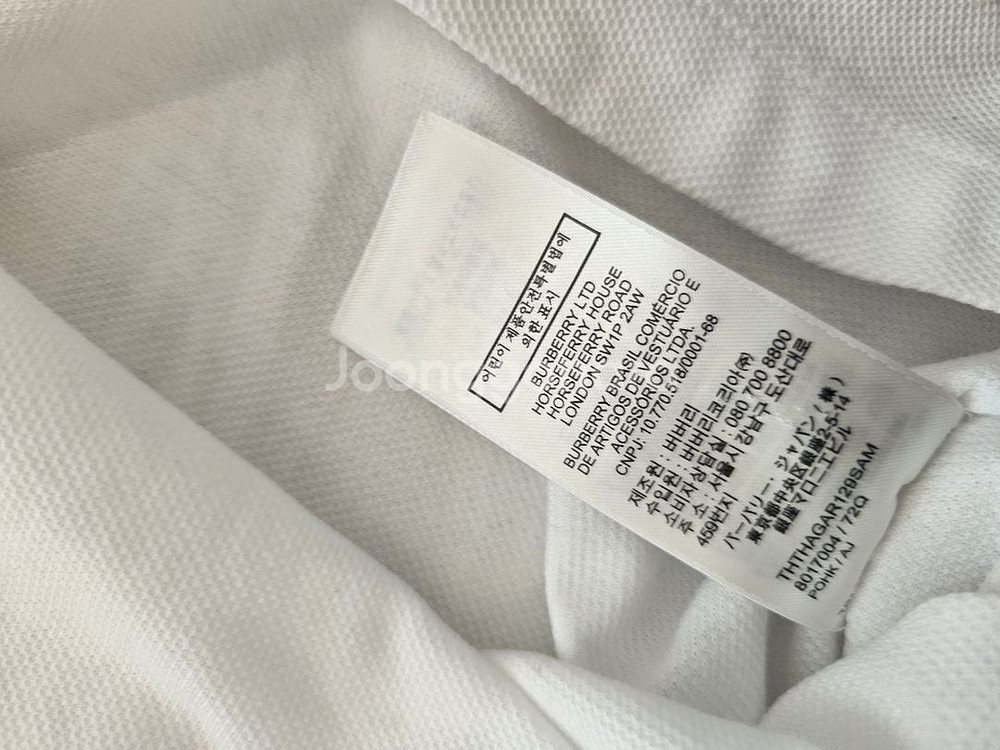 어린이 제품안전특별법에
의한 표시
BURBERRY LTD
HORSEFERRY HOUSE
HORSEFERRY ROAD
LONDON SW1P 2AW
BURBERRY BRASIL COMÉRCIO
DE ARTIGOS DE VESTUÁRIO E
ACESSÓRIOS LTDA.
CNPJ: 10.770.518/0001-68
제조원 : 버버리
수입원 : 버버리코리아(주)
소비자상담실 : 080 700 8800
주 소 : 서울시 강남구 도산대로
459번지
バーバリー・ジャパン(株)
東京都中央区銀座2-5-14
銀座マロニエビル
THTHAGAR129SAM
8017004 / 72Q
POHK / AJ